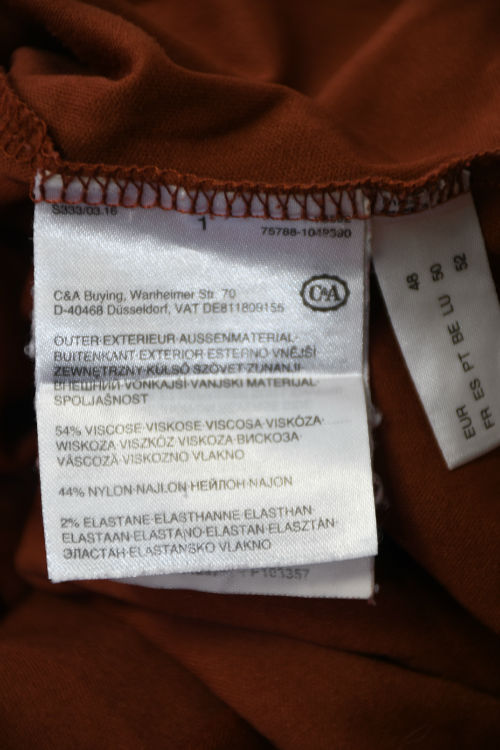 S333/03.16
1
75788-1049390
C&A Buying, Wanheimer Str. 70
D-40468 Düsseldorf, VAT DE811809155
C&A
OUTER·EXTERIEUR·AUSSENMATERIAL·
BUITENKANT·EXTERIOR·ESTERNO·VNĚJŠÍ
ZEWNĘTRZNY·KÜLSŐ SZÖVET·ZUNANJI·
ВНЕШНИЙ·VONKAJŠÍ·VANJSKI MATERIJAL·
SPOLJAŠNOST
54% VISCOSE·VISKOSE·VISCOSA·VISKÓZA·
WISKOZA·VISZKÓZ·VISKOZA·ВИСКОЗА·
VÂSCOZĂ·VISKOZNO VLAKNO
44% NYLON·NAJLON·НЕЙЛОН·NAJON
2% ELASTANE·ELASTHANNE·ELASTHAN·
ELASTAAN·ELASTANO·ELASTAN·ELASZTÁN·
ЭЛАСТАН·ELASTANSKO VLAKNO
EUR 48
FR ES PT BE LU 50
52